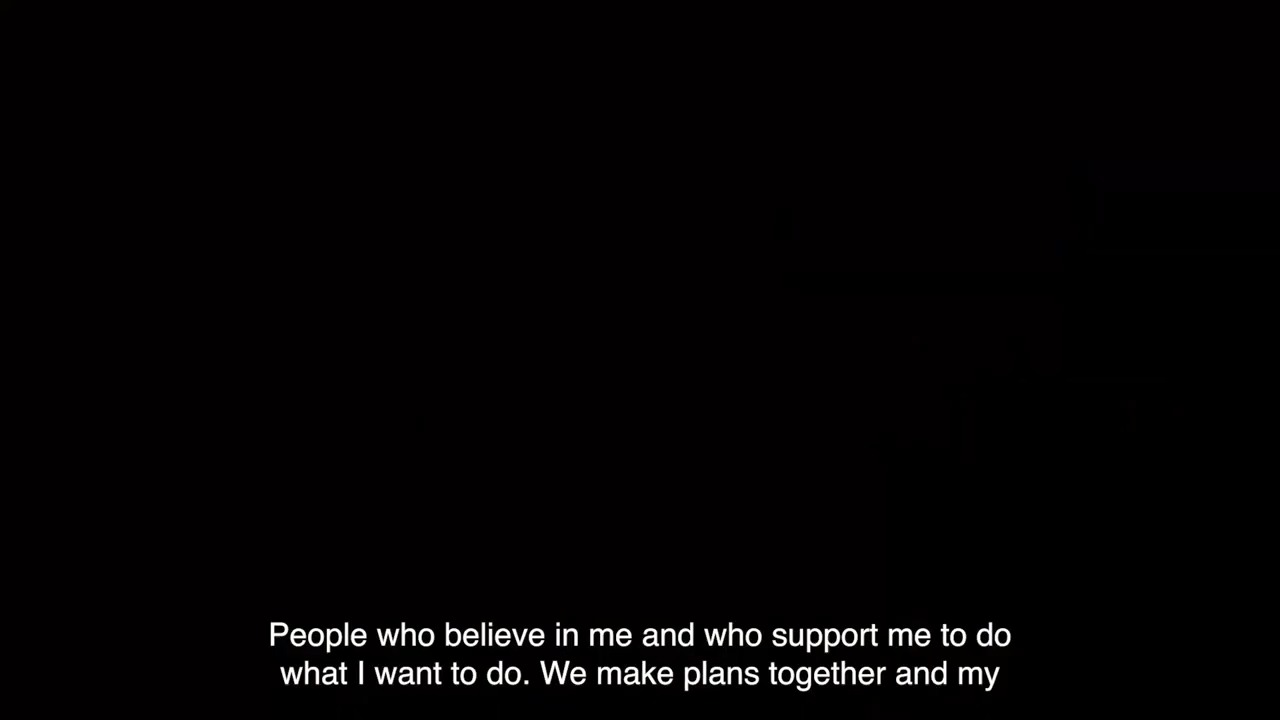 People who believe in me and who support me to do
what I want to do. We make plans together and my